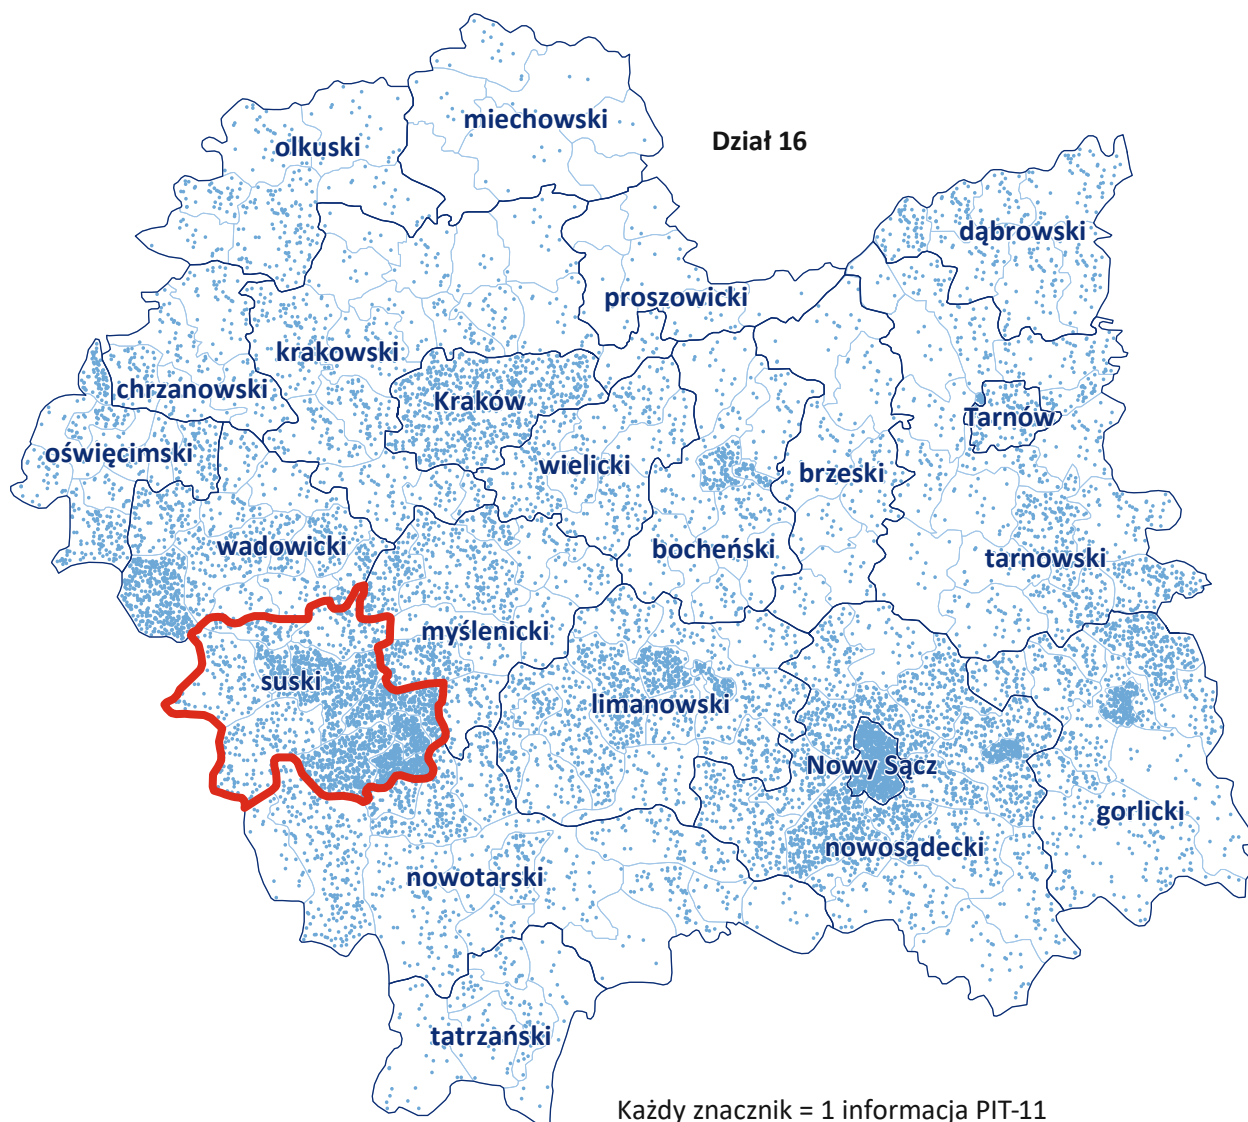 miechowski
Dział 16
olkuski
dąbrowski
proszowicki
krakowski
chrzanowski
Kraków
Tarnów
oświęcimski
wielicki
brzeski
wadowicki
bocheński
tarnowski
myślenicki
suski
limanowski
Nowy Sącz
gorlicki
nowosądecki
nowotarski
tatrzański
Każdy znacznik = 1 informacja PIT-11